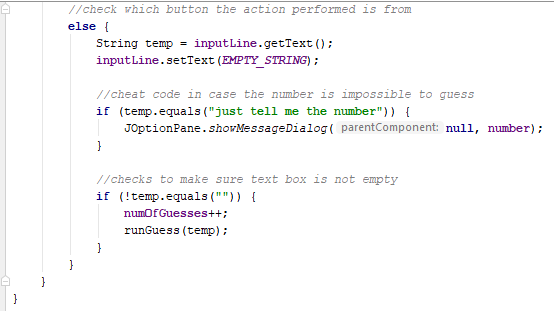 //check which button the action performed is from
else {
String temp = inputLine.getText();
inputLine.setText(EMPTY_STRING);
//cheat code in case the number is impossible to guess
if (temp.equals("just tell me the number")) {
JOptionPane.showMessageDialog( parentComponent: null, number);
}
//checks to make sure text box is not empty
if (!temp.equals("")) {
numOfGuesses++;
runGuess(temp);
}
}
}
}